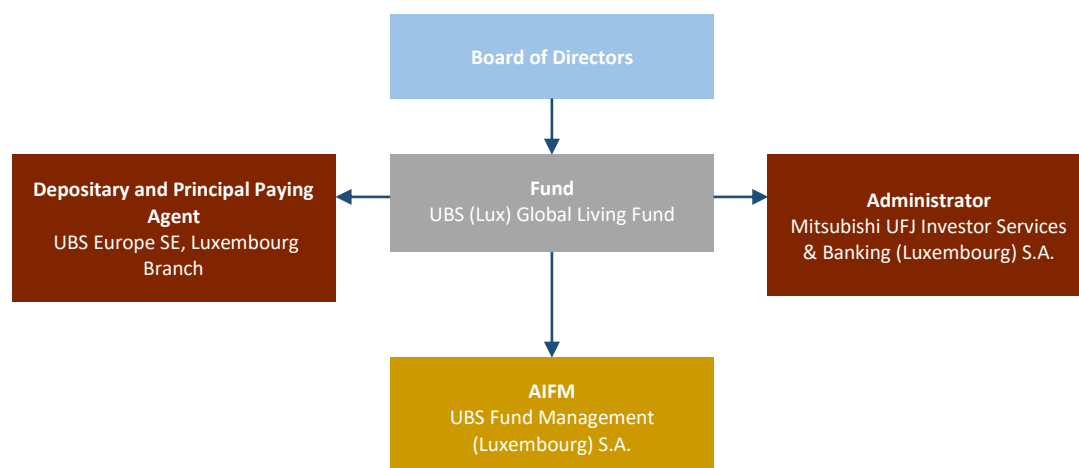 Board of Directors
Depositary and Principal Paying
Agent
UBS Europe SE, Luxembourg
Branch
Fund
UBS (Lux) Global Living Fund
Administrator
Mitsubishi UFJ Investor Services
& Banking (Luxembourg) S.A.
AIFM
UBS Fund Management
(Luxembourg) S.A.